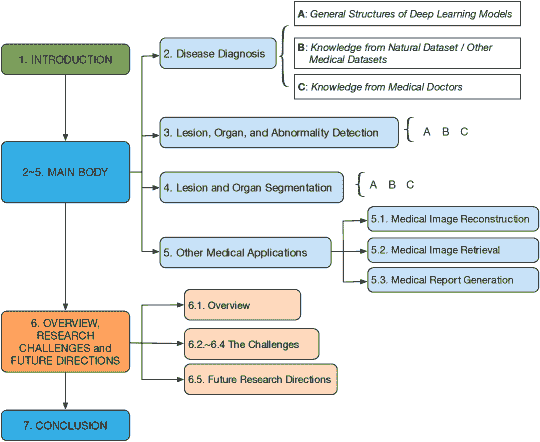 1. INTRODUCTION
2. Disease Diagnosis
A: General Structures of Deep Learning Models
B: Knowledge from Natural Dataset / Other
Medical Datasets
C: Knowledge from Medical Doctors
2~5. MAIN BODY
3. Lesion, Organ, and Abnormality Detection
A B C
4. Lesion and Organ Segmentation
A B C
5. Other Medical Applications
5.1. Medical Image Reconstruction
5.2. Medical Image Retrieval
5.3. Medical Report Generation
6. OVERVIEW,
RESEARCH
CHALLENGES and
FUTURE DIRECTIONS
6.1. Overview
6.2.~6.4 The Challenges
6.5. Future Research Directions
7. CONCLUSION